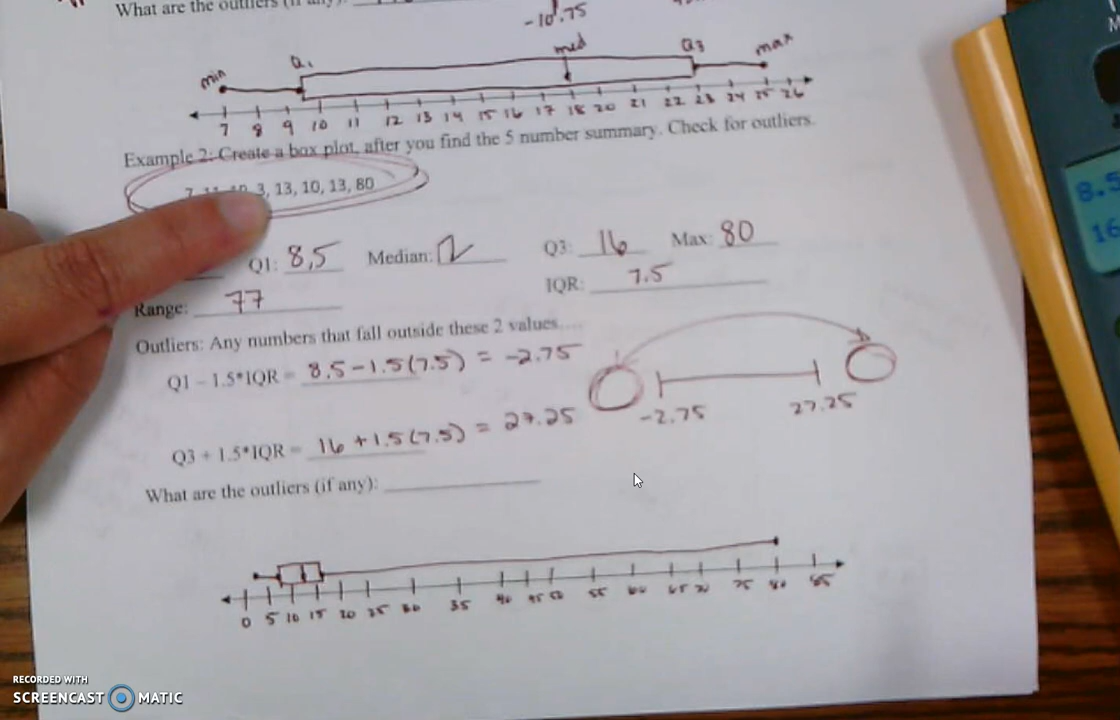 What are the outliers (if any):
-10.75
min Q1 med Q3 max
7 8 9 10 11 12 13 14 15 16 17 18 20 21 22 23 24 25 26
Example 2: Create a box plot, after you find the 5 number summary. Check for outliers.
3, 13, 10, 13, 80
Q1: 8,5 Median: 12 Q3: 16 Max: 80
Range: 77 IQR: 7.5
Outliers: Any numbers that fall outside these 2 values....
Q1 – 1.5*IQR = 8.5-1.5(7.5) = -2.75
-2.75 27.25
Q3 + 1.5*IQR = 16+1.5(7.5) = 27.25
What are the outliers (if any):
0 5 10 15 20 25 30 35 40 45 50 55 60 65 70 75 80 85
8.5
16
RECORDED WITH
SCREENCAST MATIC